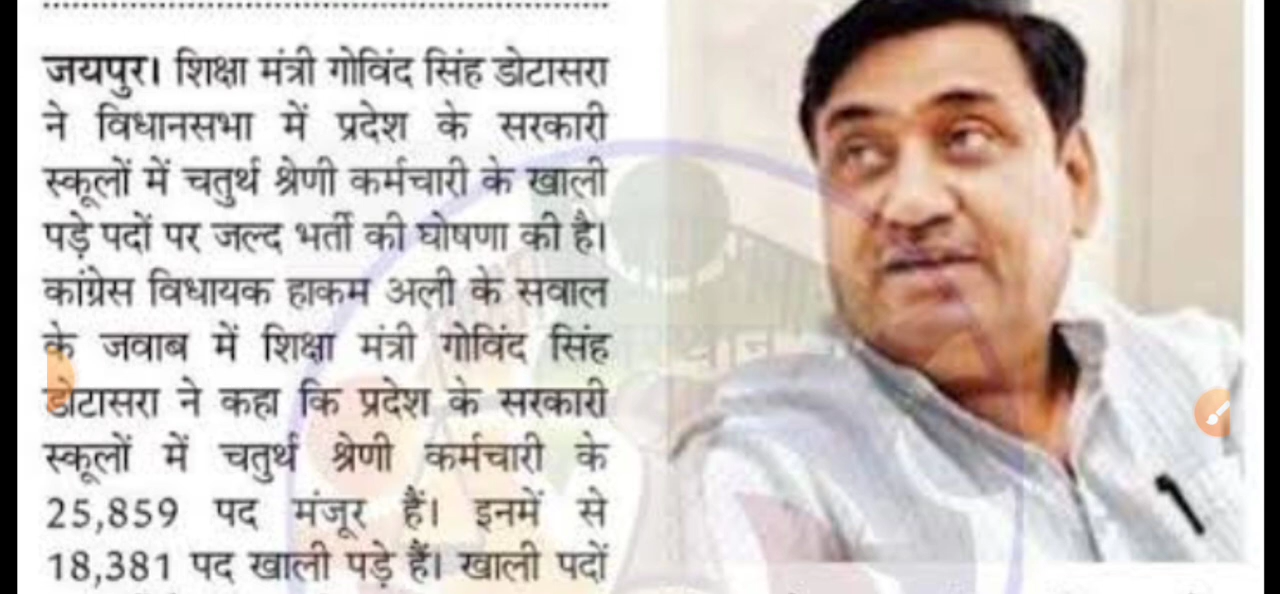 जयपुर। शिक्षा मंत्री गोविंद सिंह डोटासरा
ने विधानसभा में प्रदेश के सरकारी
स्कूलों में चतुर्थ श्रेणी कर्मचारी के खाली
पड़े पदों पर जल्द भर्ती की घोषणा की है।
कांग्रेस विधायक हाकम अली के सवाल
के जवाब में शिक्षा मंत्री गोविंद सिंह
डोटासरा ने कहा कि प्रदेश के सरकारी
स्कूलों में चतुर्थ श्रेणी कर्मचारी के
25,859 पद मंजूर हैं। इनमें से
18,381 पद खाली पड़े हैं। खाली पदों